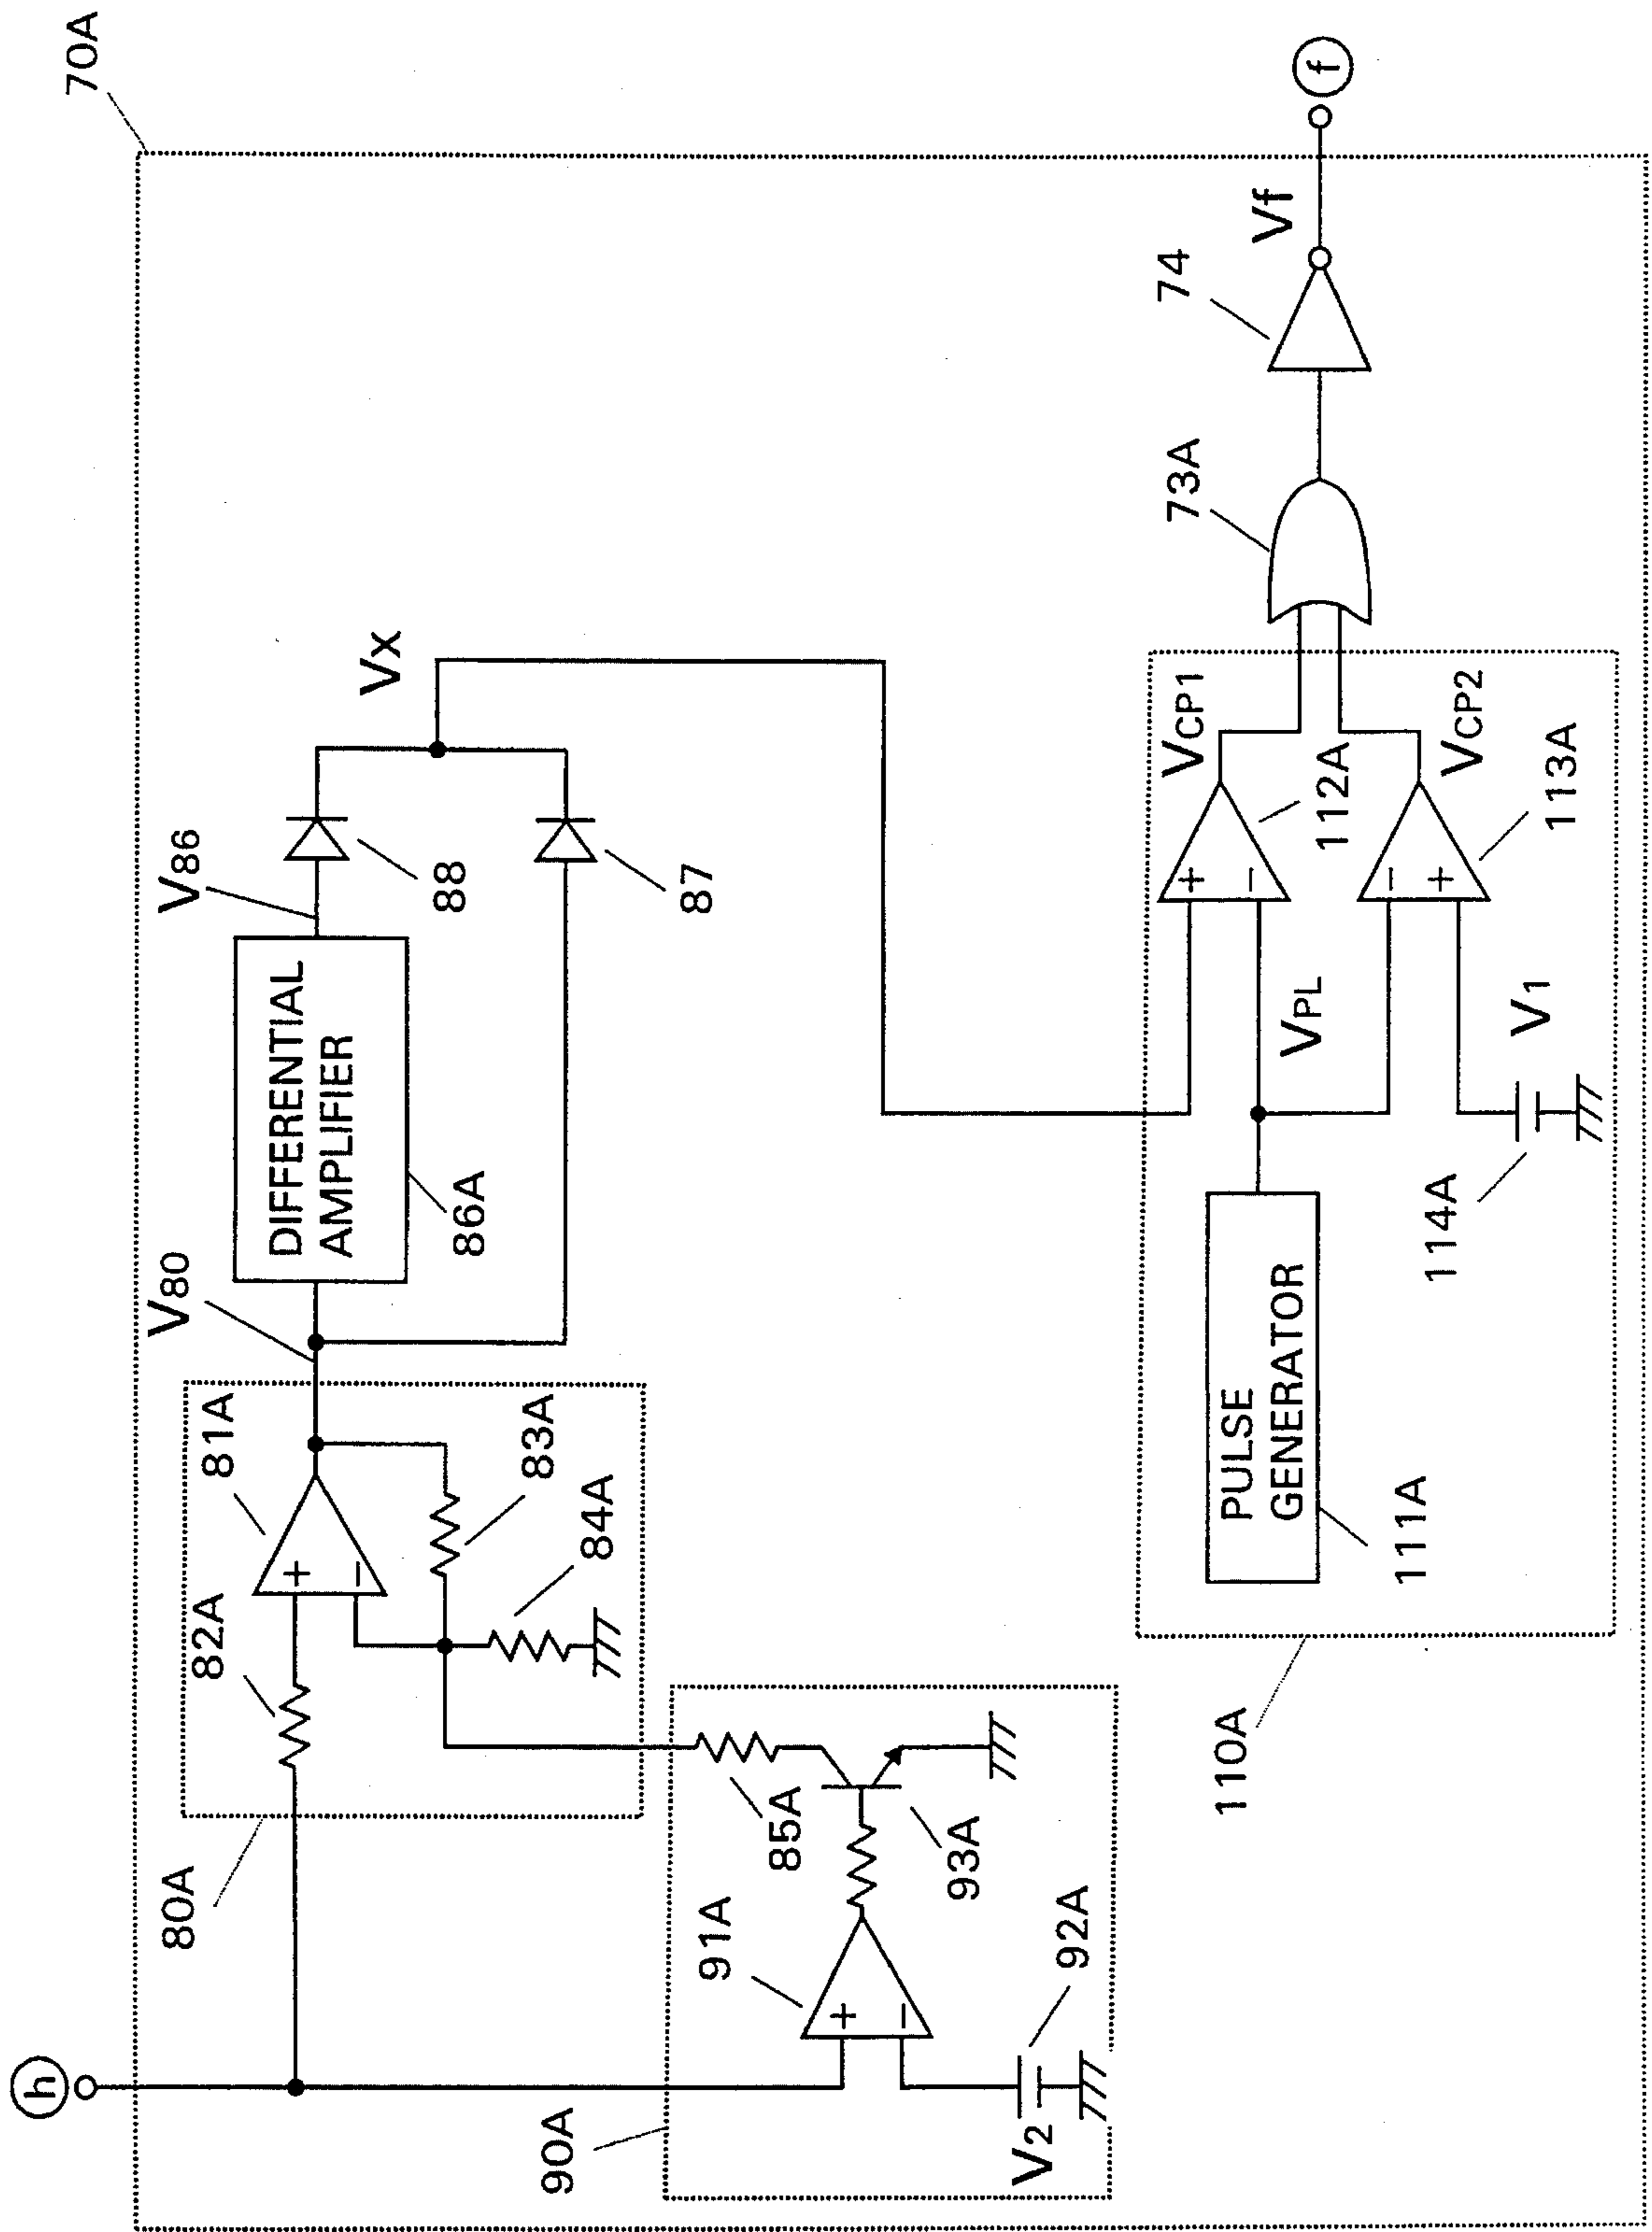 70A
h
80A
82A
81A
V80
V86
DIFFERENTIAL
AMPLIFIER
86A
88
87
Vx
83A
84A
+
−
90A
91A
85A
93A
92A
V2
+
−
110A
PULSE
GENERATOR
111A
VPL
114A
V1
+
−
−
+
VCP1
112A
VCP2
113A
73A
74
Vf
f